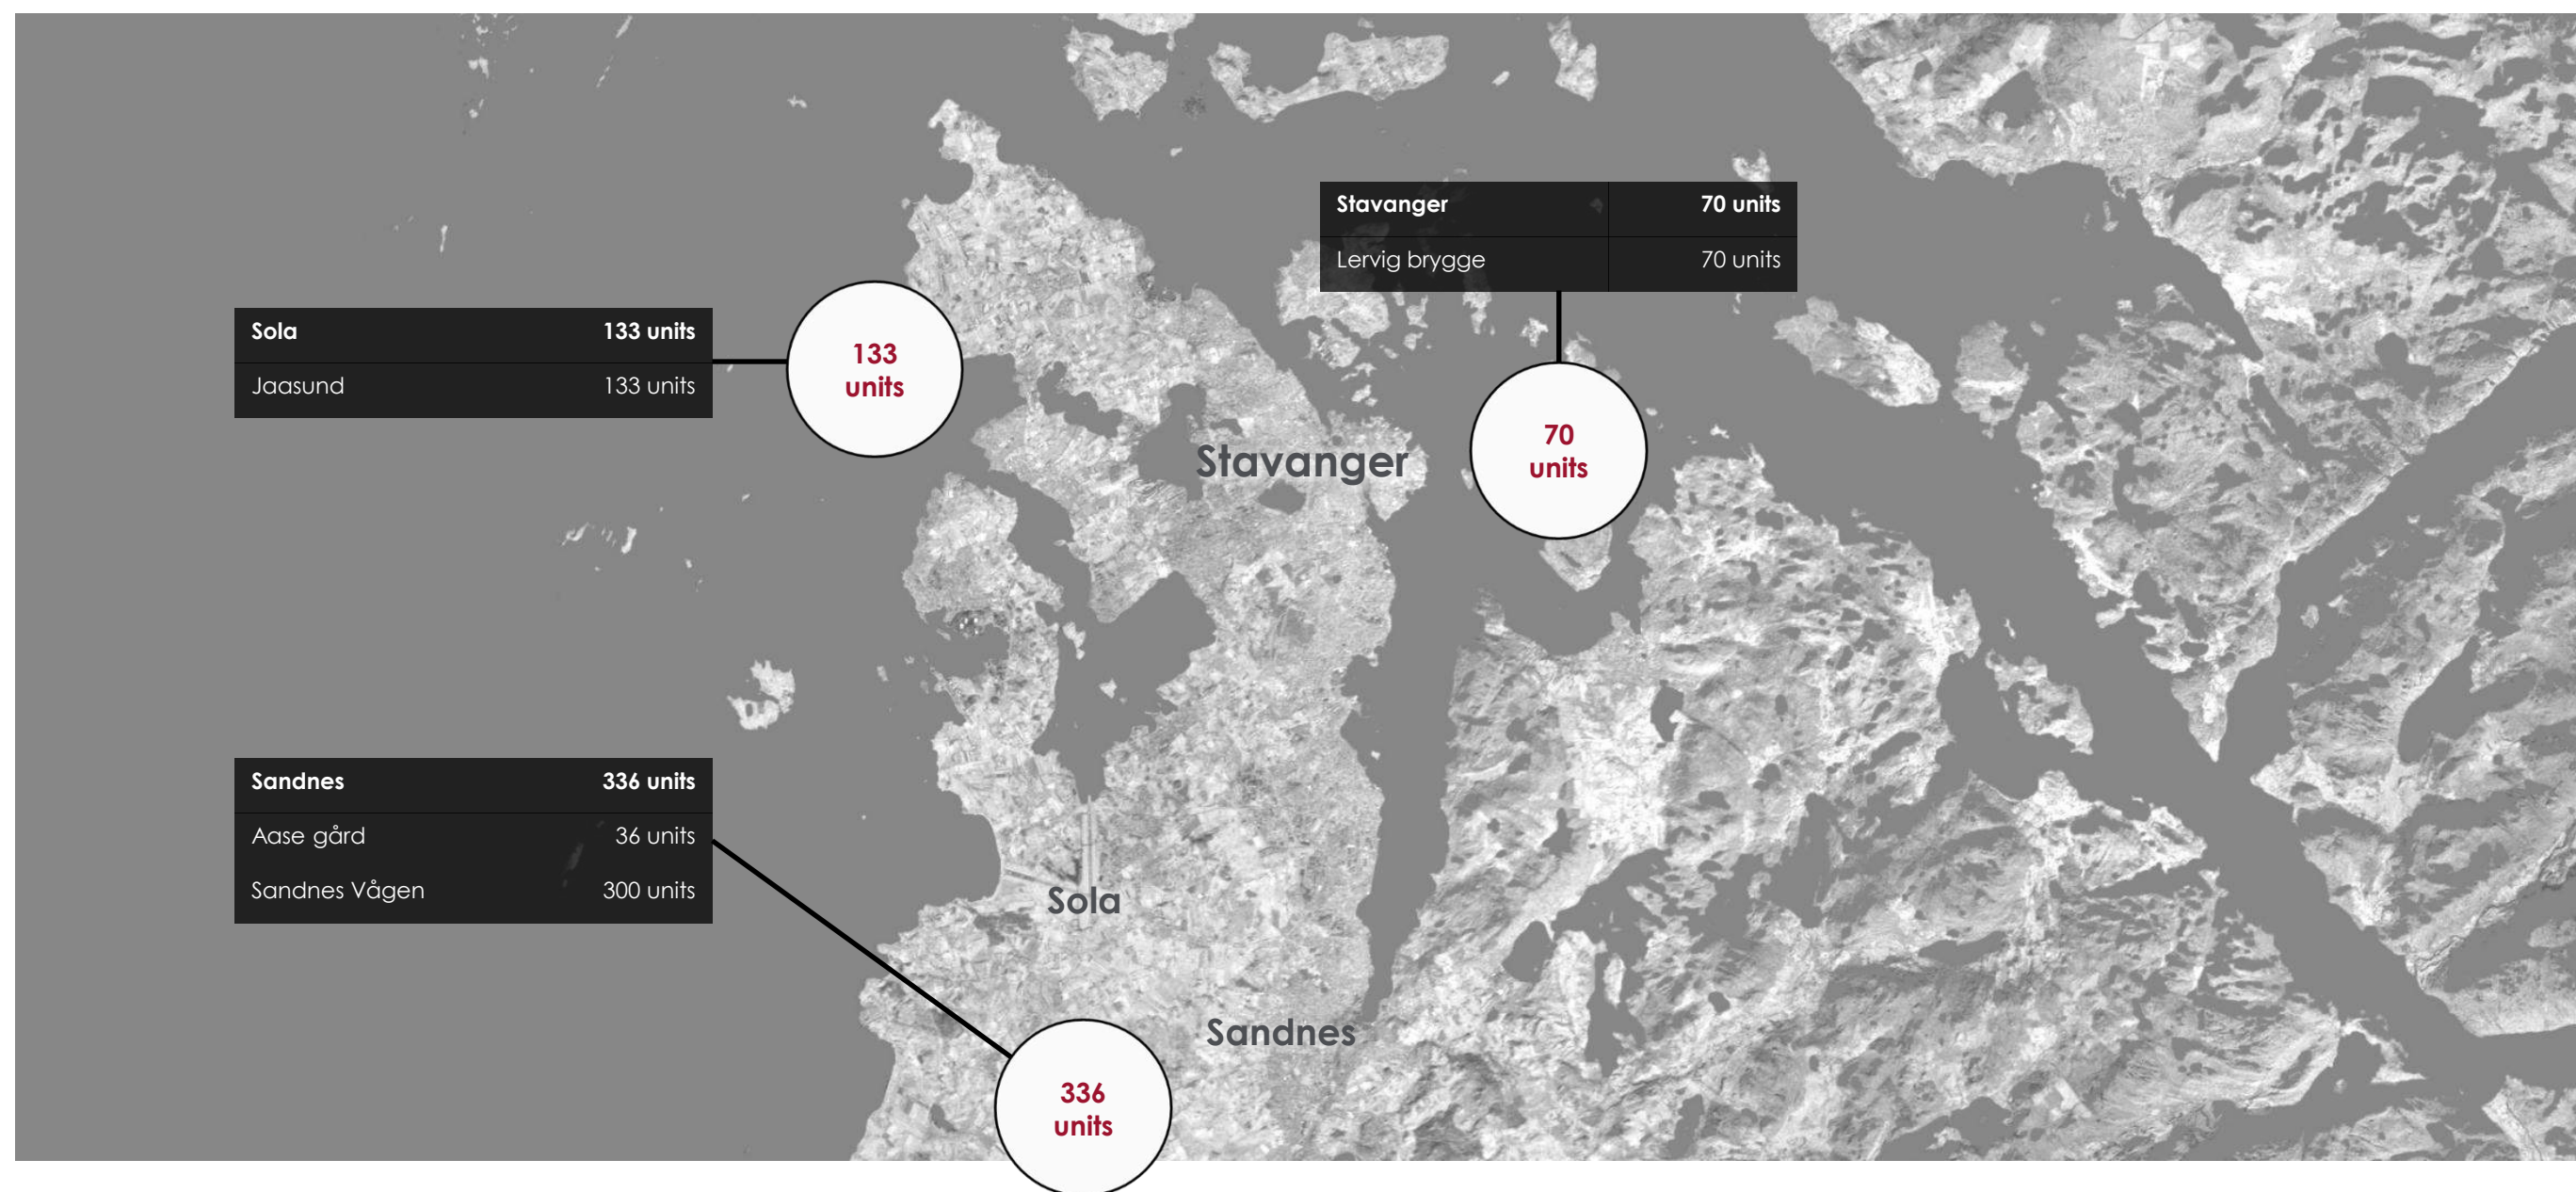 Stavanger 70 units
Lervig brygge 70 units
Sola 133 units
Jaasund 133 units
133
units
70
units
Stavanger
Sandnes 336 units
Aase gård 36 units
Sandnes Vågen 300 units
Sola
Sandnes
336
units